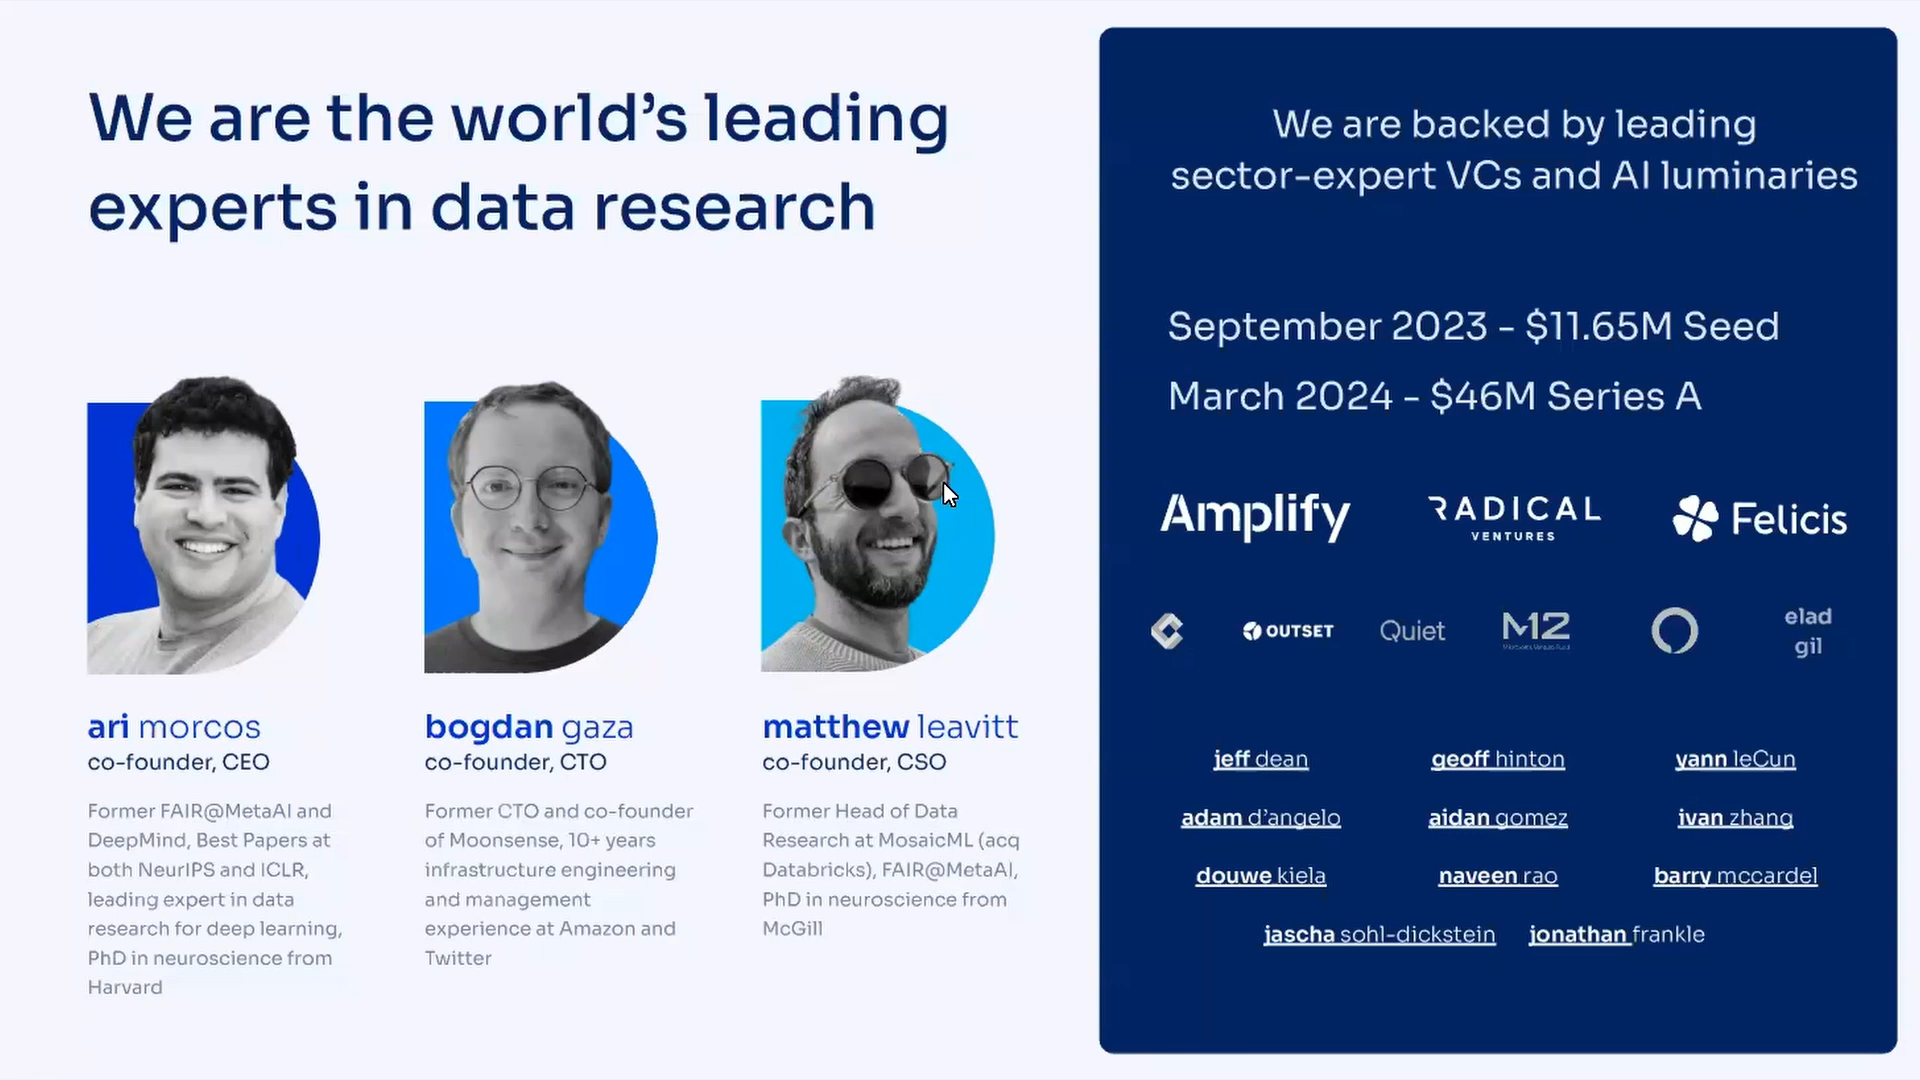 We are the world's leading
experts in data research
ari morcos
co-founder, CEO
Former FAIR@MetaAI and
DeepMind, Best Papers at
both NeurIPS and ICLR,
leading expert in data
research for deep learning,
PhD in neuroscience from
Harvard
bogdan gaza
co-founder, CTO
Former CTO and co-founder
of Moonsense, 10+ years
infrastructure engineering
and management
experience at Amazon and
Twitter
matthew leavitt
co-founder, CSO
Former Head of Data
Research at MosaicML (acq
Databricks), FAIR@MetaAI,
PhD in neuroscience from
McGill
We are backed by leading
sector-expert VCs and AI luminaries
September 2023 - $11.65M Seed
March 2024 - $46M Series A
Amplify
RADICAL
VENTURES
Felicis
OUTSET
Quiet
M2
elad
gil
jeff dean
geoff hinton
yann leCun
adam d'angelo
aidan gomez
ivan zhang
douwe kiela
naveen rao
barry mccardel
jascha sohl-dickstein
jonathan frankle